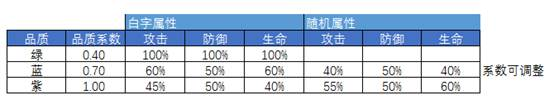 白字属性 随机属性
品质 品质系数 攻击 防御 生命 攻击 防御 生命
绿 0.40 100% 100% 100%
蓝 0.70 60% 50% 60% 40% 50% 40% 系数可调整
紫 1.00 45% 50% 40% 55% 50% 60%